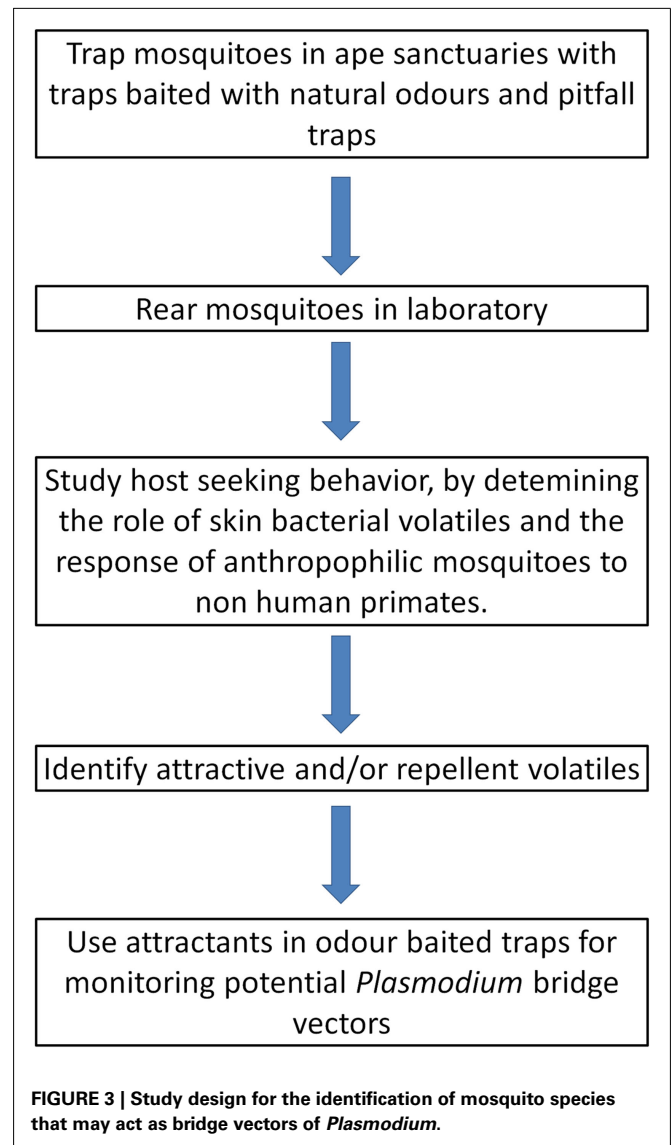 Trap mosquitoes in ape sanctuaries with
traps baited with natural odours and pitfall
traps
Rear mosquitoes in laboratory
Study host seeking behavior, by detemining
the role of skin bacterial volatiles and the
response of anthropophilic mosquitoes to
non human primates.
Identify attractive and/or repellent volatiles
Use attractants in odour baited traps for
monitoring potential Plasmodium bridge
vectors
FIGURE 3 | Study design for the identification of mosquito species
that may act as bridge vectors of Plasmodium.